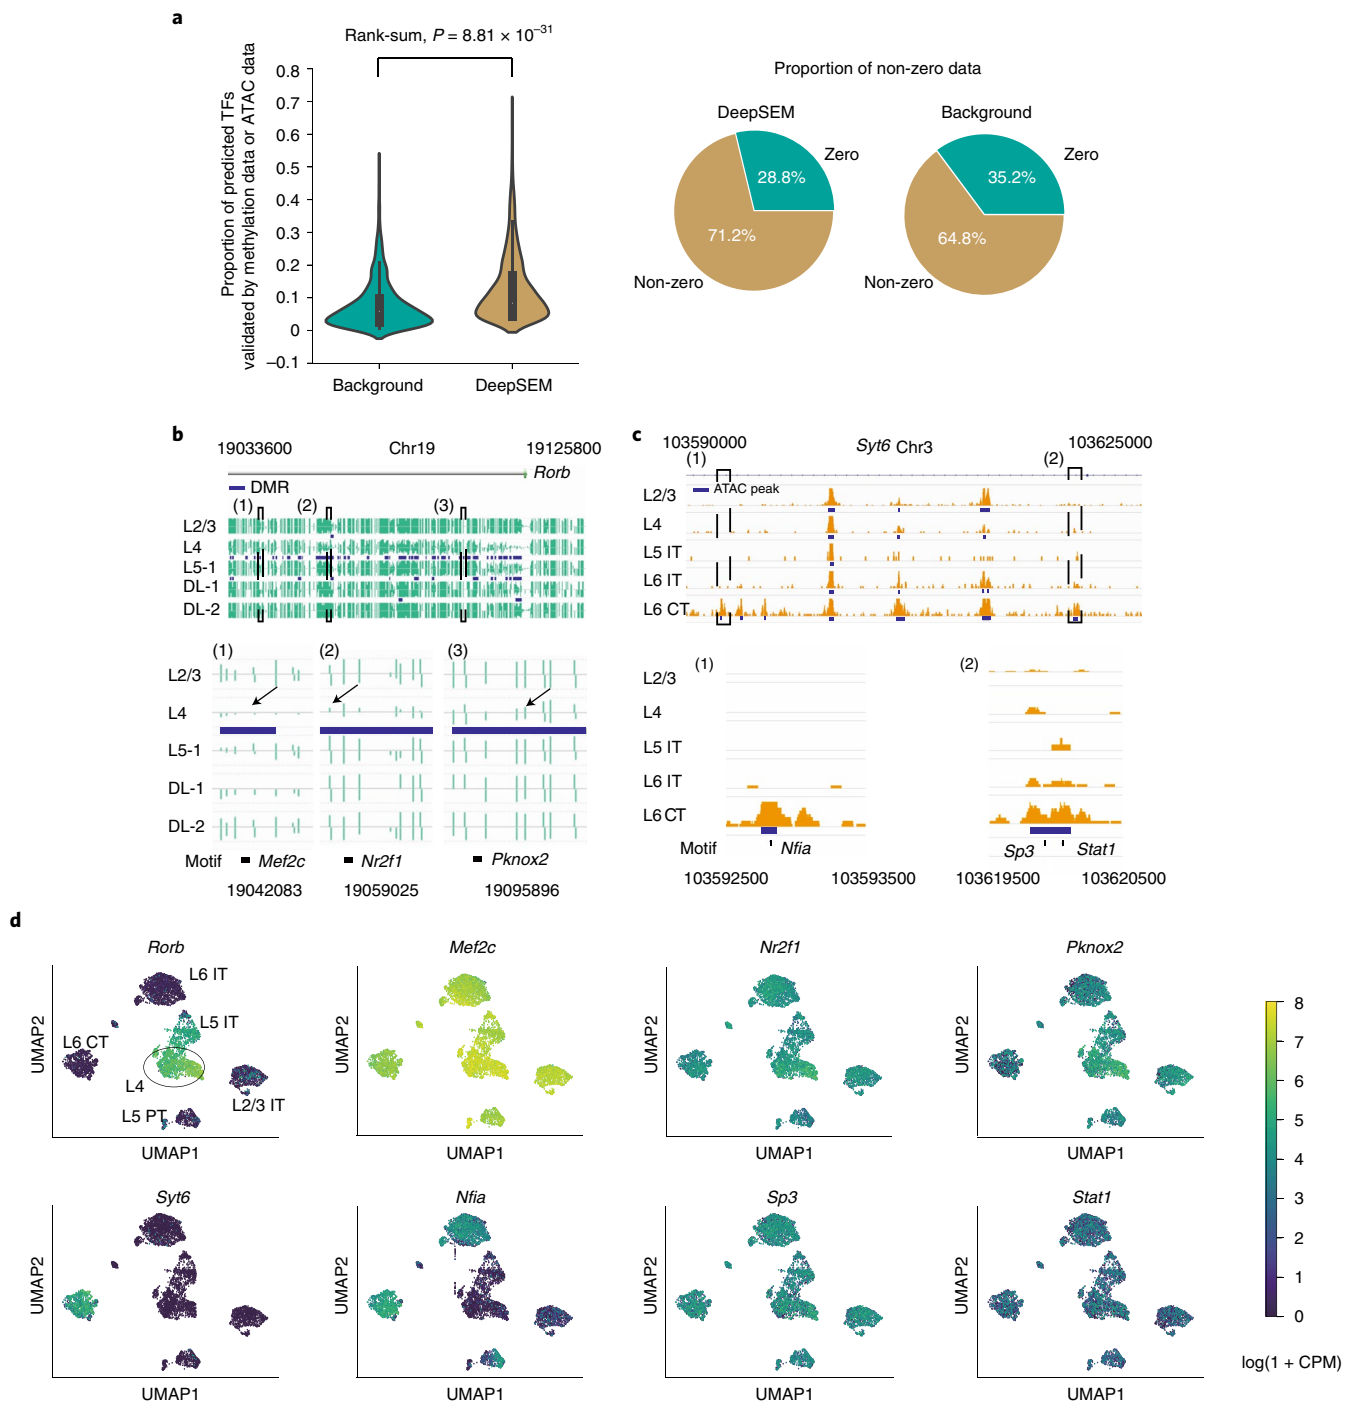 a
Rank-sum, P = 8.81 × 10⁻³¹
Proportion of predicted TFs
validated by methylation data or ATAC data
0.8
0.7
0.6
0.5
0.4
0.3
0.2
0.1
0
–0.1
Background
DeepSEM
Proportion of non-zero data
DeepSEM
Zero
28.8%
71.2%
Non-zero
Background
Zero
35.2%
64.8%
Non-zero
b
19033600
Chr19
19125800
Rorb
DMR
(1)
(2)
(3)
L2/3
L4
L5-1
DL-1
DL-2
(1)
(2)
(3)
L2/3
L4
L5-1
DL-1
DL-2
Motif
Mef2c
Nr2f1
Pknox2
19042083
19059025
19095896
c
103590000
Syt6 Chr3
103625000
(1)
(2)
ATAC peak
L2/3
L4
L5 IT
L6 IT
L6 CT
(1)
(2)
L2/3
L4
L5 IT
L6 IT
L6 CT
Motif
Nfia
Sp3
Stat1
103592500
103593500
103619500
103620500
d
Rorb
Mef2c
Nr2f1
Pknox2
L6 IT
L5 IT
L6 CT
L4
L5 PT
L2/3 IT
UMAP2
UMAP2
UMAP2
UMAP2
UMAP1
UMAP1
UMAP1
UMAP1
Syt6
Nfia
Sp3
Stat1
UMAP2
UMAP2
UMAP2
UMAP2
UMAP1
UMAP1
UMAP1
UMAP1
8
7
6
5
4
3
2
1
0
log(1 + CPM)